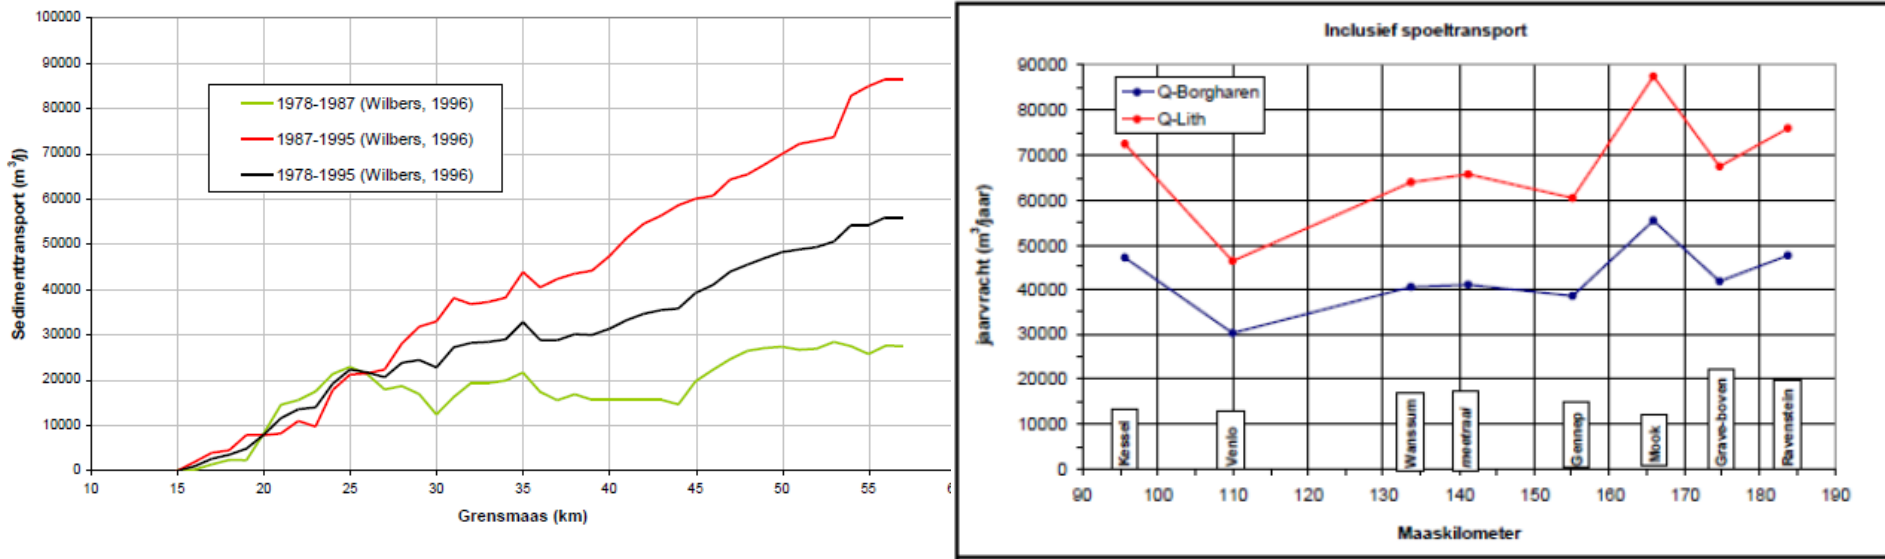 100000
90000
80000
70000
60000
50000
40000
30000
20000
10000
0
Sedimenttransport (m³/j)
1978-1987 (Wilbers, 1996)
1987-1995 (Wilbers, 1996)
1978-1995 (Wilbers, 1996)
10 15 20 25 30 35 40 45 50 55
Grensmaas (km)
Inclusief spoeltransport
90000
80000
70000
60000
50000
40000
30000
20000
10000
0
jaarvracht (m³/jaar)
Q-Borgharen
Q-Lith
Kessel
Venlo
Wanssum
meetraai
Gennep
Mook
Grave-boven
Ravenstein
90 100 110 120 130 140 150 160 170 180 190
Maaskilometer